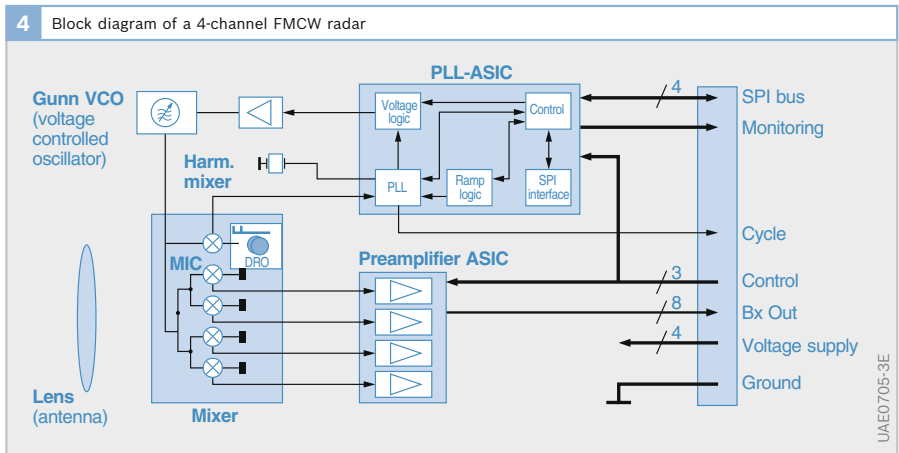 4 Block diagram of a 4-channel FMCW radar
PLL-ASIC
Gunn VCO
(voltage
controlled
oscillator)
Voltage
logic
Control
4
SPI bus
Monitoring
Harm.
mixer
PLL
Ramp
logic
SPI
interface
MIC
DRO
Cycle
Preamplifier ASIC
3
Control
8
Bx Out
4
Voltage supply
Ground
Lens
(antenna)
Mixer
UAE0705-3E